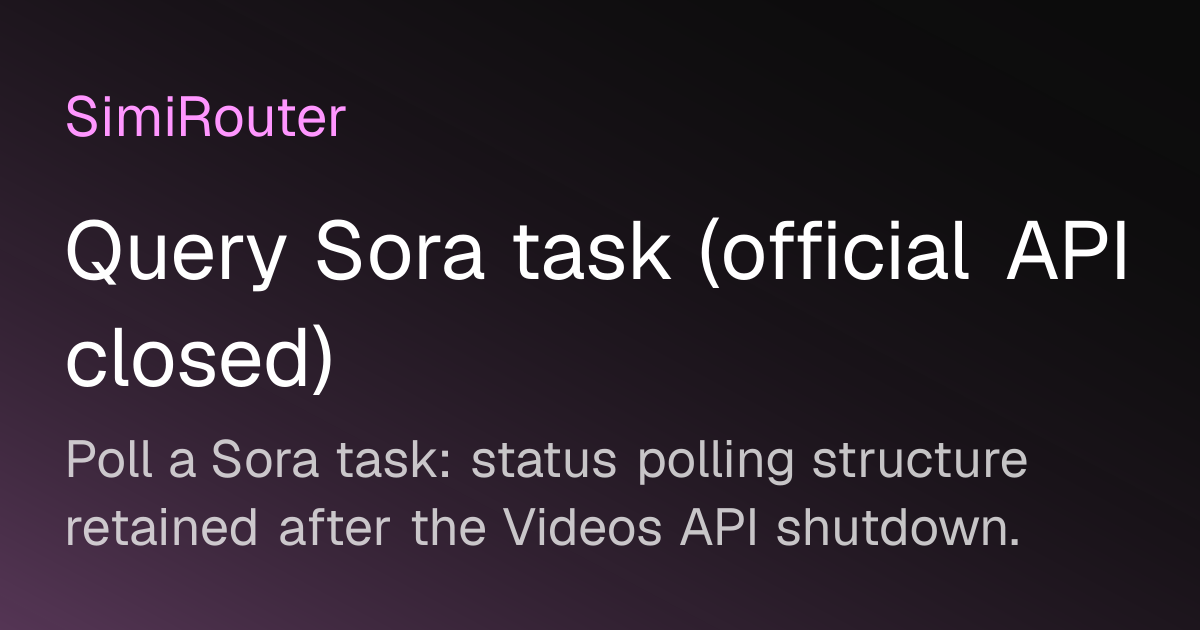 SimiRouter
Query Sora task (official API
closed)
Poll a Sora task: status polling structure
retained after the Videos API shutdown.